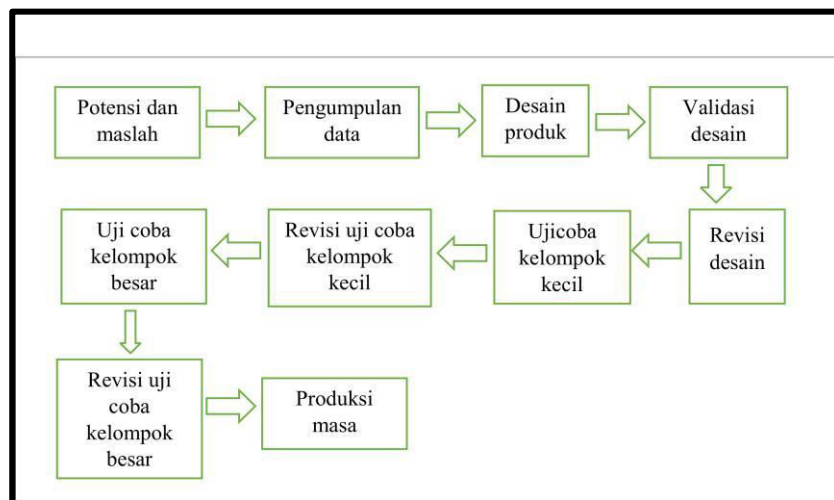 Potensi dan
maslah
Pengumpulan
data
Desain
produk
Validasi
desain
Revisi
desain
Ujicoba
kelompok
kecil
Revisi uji coba
kelompok
kecil
Uji coba
kelompok
besar
Revisi uji
coba
kelompok
besar
Produksi
masa